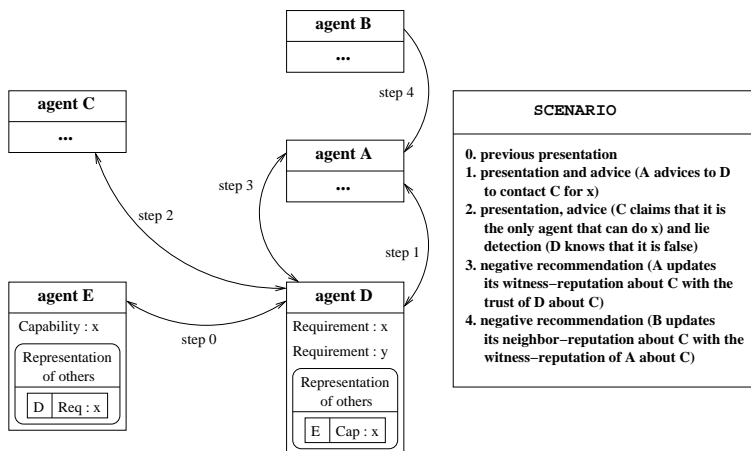 agent B
...
step 4
agent C
...
agent A
...
step 3
step 2
step 1
agent E
Capability : x
Representation
of others
D Req : x
step 0
agent D
Requirement : x
Requirement : y
Representation
of others
E Cap : x
SCENARIO
0. previous presentation
1. presentation and advice (A advices to D
to contact C for x)
2. presentation, advice (C claims that it is
the only agent that can do x) and lie
detection (D knows that it is false)
3. negative recommendation (A updates
its witness−reputation about C with the
trust of D about C)
4. negative recommendation (B updates
its neighbor−reputation about C with the
witness−reputation of A about C)